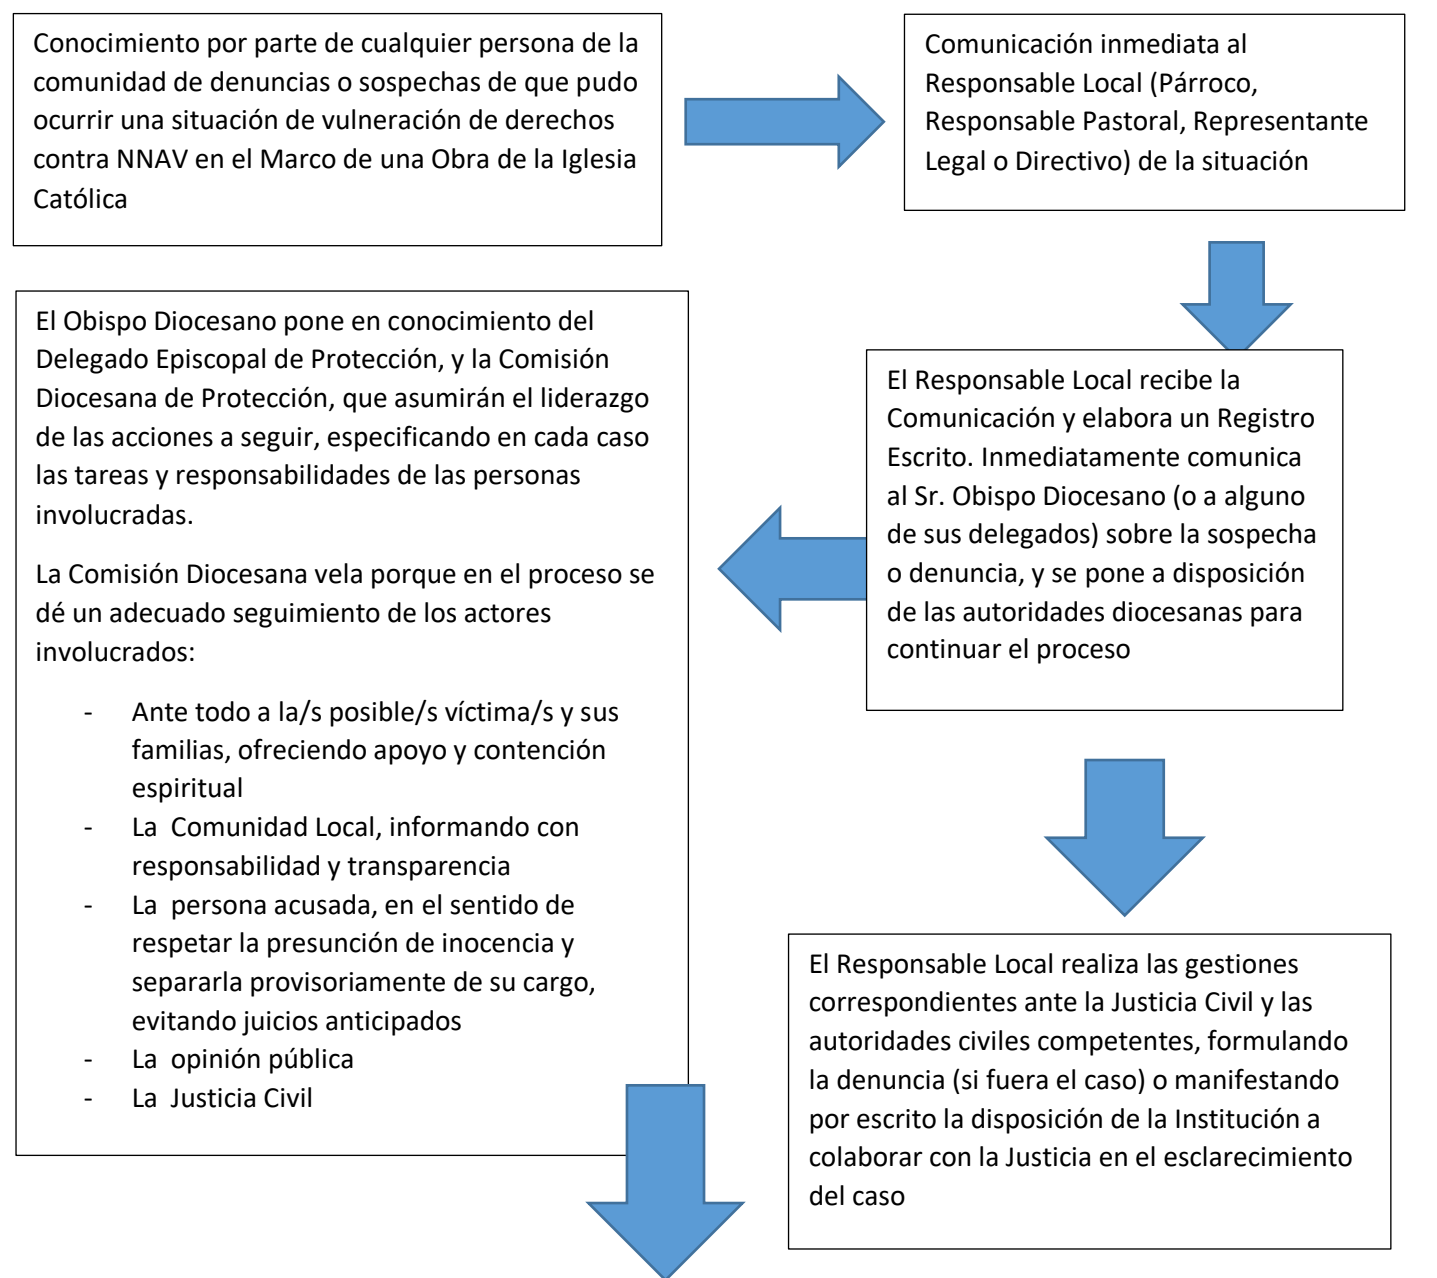 Conocimiento por parte de cualquier persona de la
comunidad de denuncias o sospechas de que pudo
ocurrir una situación de vulneración de derechos
contra NNAV en el Marco de una Obra de la Iglesia
Católica
Comunicación inmediata al
Responsable Local (Párroco,
Responsable Pastoral, Representante
Legal o Directivo) de la situación
El Responsable Local recibe la
Comunicación y elabora un Registro
Escrito. Inmediatamente comunica
al Sr. Obispo Diocesano (o a alguno
de sus delegados) sobre la sospecha
o denuncia, y se pone a disposición
de las autoridades diocesanas para
continuar el proceso
El Obispo Diocesano pone en conocimiento del
Delegado Episcopal de Protección, y la Comisión
Diocesana de Protección, que asumirán el liderazgo
de las acciones a seguir, especificando en cada caso
las tareas y responsabilidades de las personas
involucradas.
La Comisión Diocesana vela porque en el proceso se
dé un adecuado seguimiento de los actores
involucrados:
- Ante todo a la/s posible/s víctima/s y sus
familias, ofreciendo apoyo y contención
espiritual
- La Comunidad Local, informando con
responsabilidad y transparencia
- La persona acusada, en el sentido de
respetar la presunción de inocencia y
separarla provisoriamente de su cargo,
evitando juicios anticipados
- La opinión pública
- La Justicia Civil
El Responsable Local realiza las gestiones
correspondientes ante la Justicia Civil y las
autoridades civiles competentes, formulando
la denuncia (si fuera el caso) o manifestando
por escrito la disposición de la Institución a
colaborar con la Justicia en el esclarecimiento
del caso